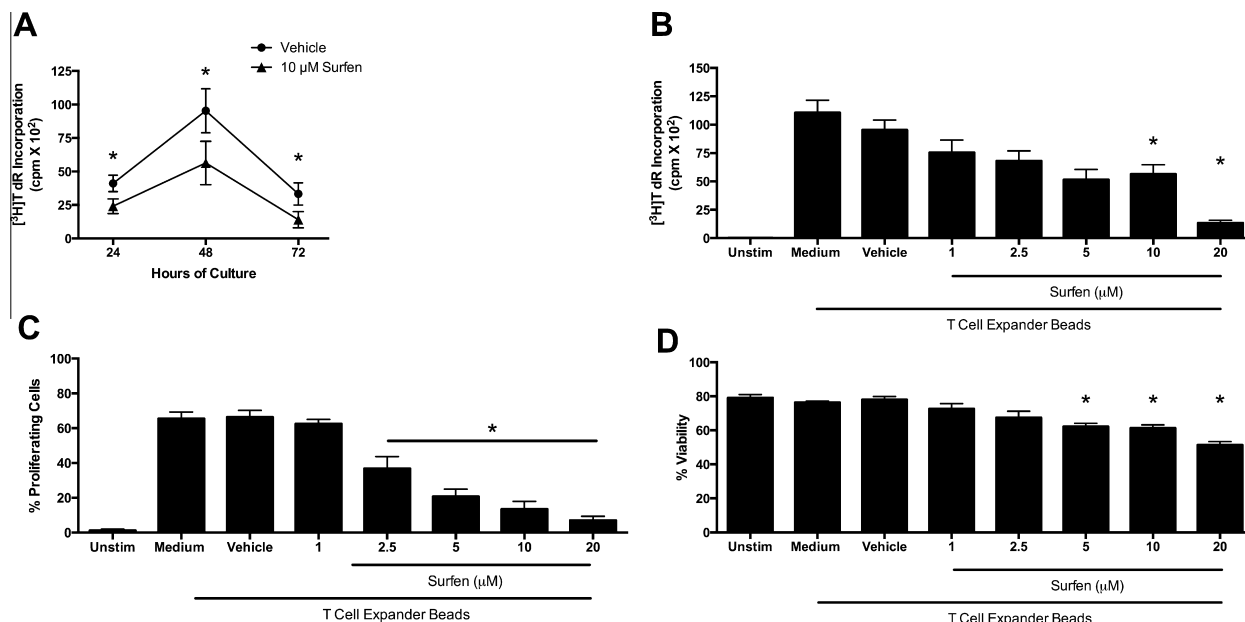 A
Vehicle
10 µM Surfen
[³H]T dR Incorporation
(cpm X 10²)
125
100
75
50
25
0
*
*
*
24
48
72
Hours of Culture
B
[³H]T dR Incorporation
(cpm X 10²)
150
125
100
75
50
25
0
*
*
Unstim
Medium
Vehicle
1
2.5
5
10
20
Surfen (µM)
T Cell Expander Beads
C
% Proliferating Cells
100
80
60
40
20
0
*
Unstim
Medium
Vehicle
1
2.5
5
10
20
Surfen (µM)
T Cell Expander Beads
D
% Viability
100
80
60
40
20
0
*
*
*
Unstim
Medium
Vehicle
1
2.5
5
10
20
Surfen (µM)
T Cell Expander Beads